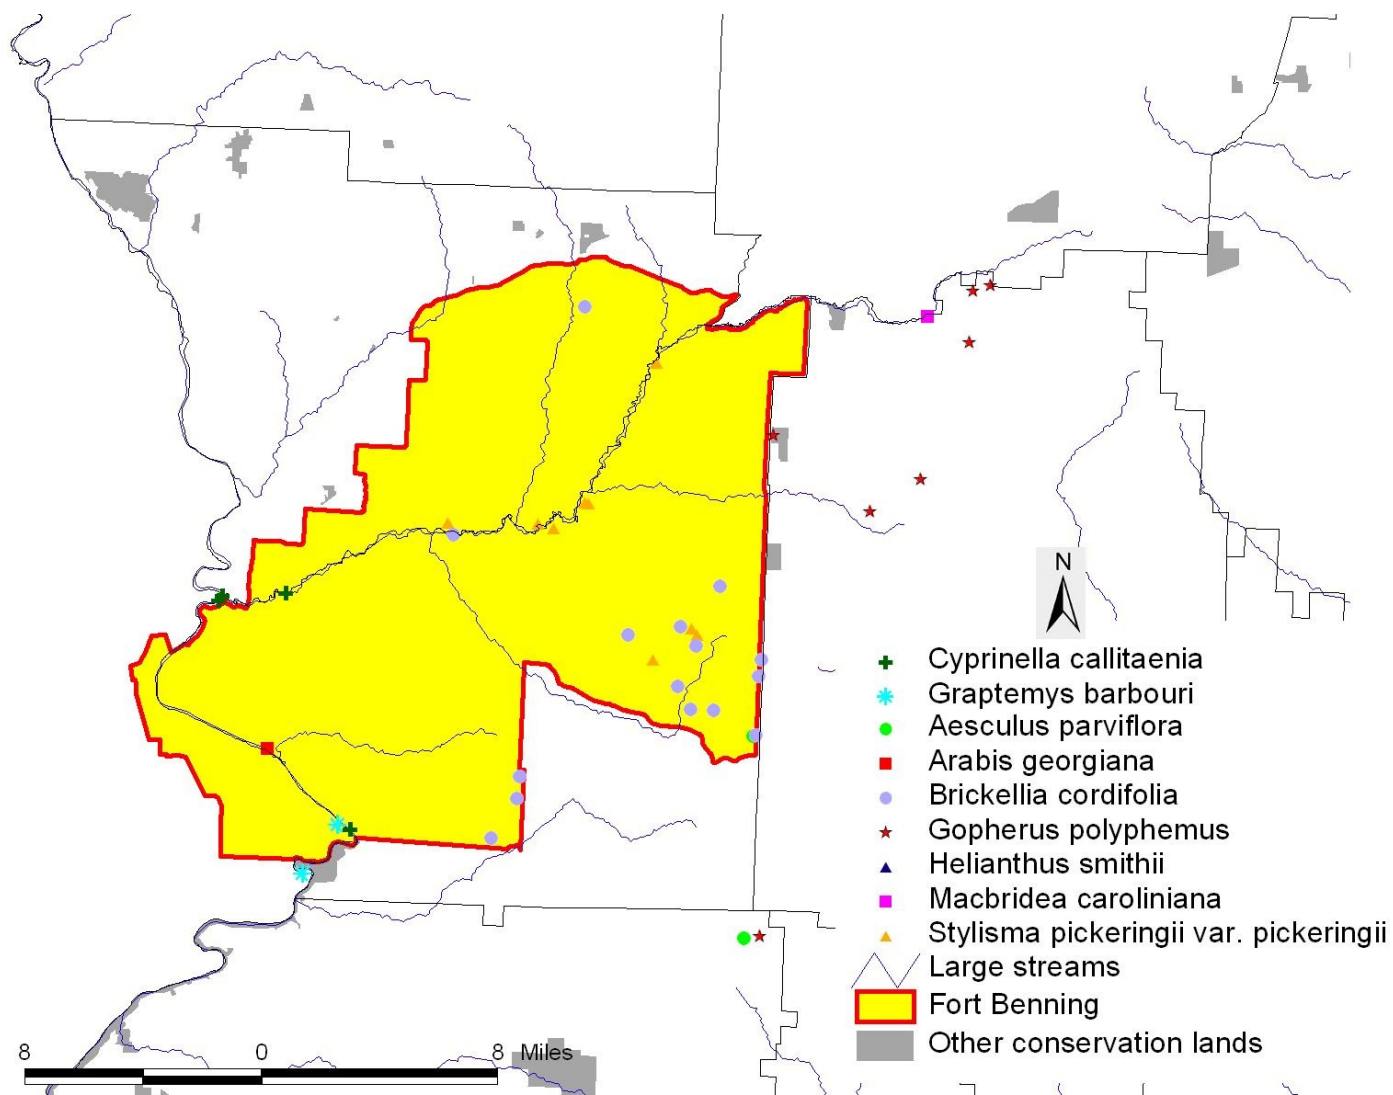 N
Cyprinella callitaenia
Graptemys barbouri
Aesculus parviflora
Arabis georgiana
Brickellia cordifolia
Gopherus polyphemus
Helianthus smithii
Macbridea caroliniana
Stylisma pickeringii var. pickeringii
Large streams
Fort Benning
Other conservation lands
8 0 8 Miles